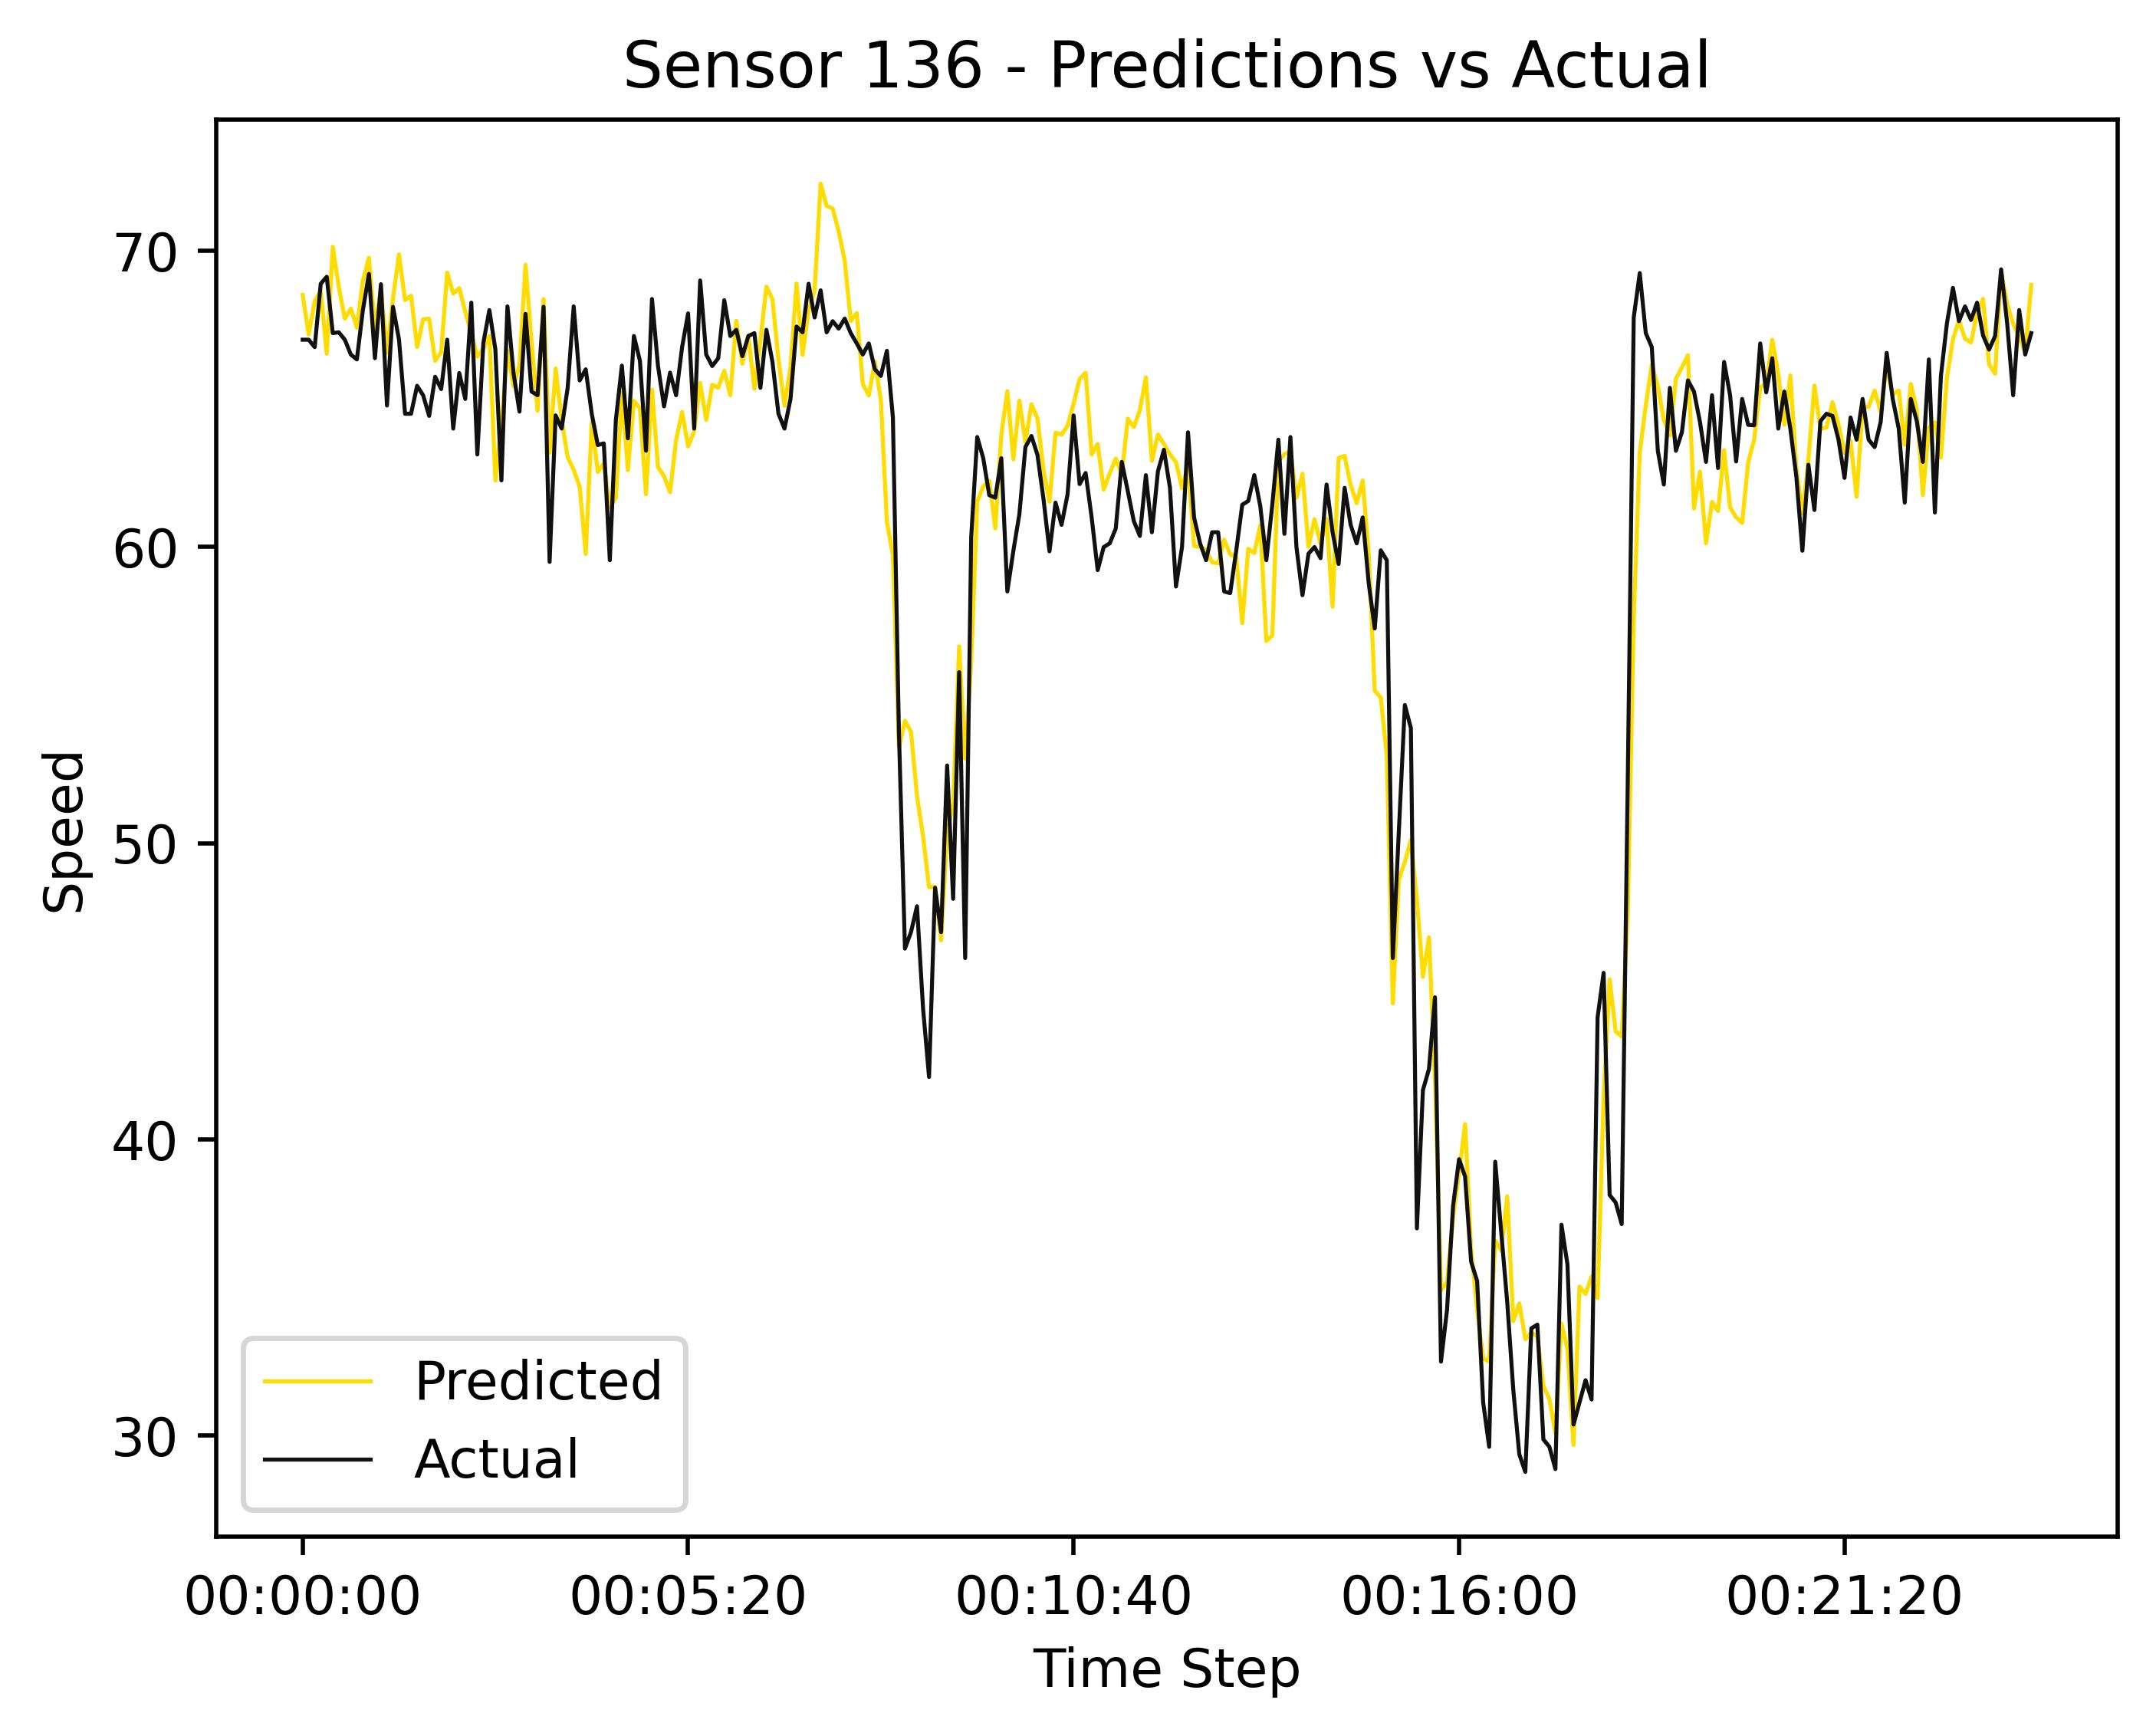 Sensor 136 - Predictions vs Actual
70
60
50
40
30
Speed
Predicted
Actual
00:00:00 00:05:20 00:10:40 00:16:00 00:21:20
Time Step